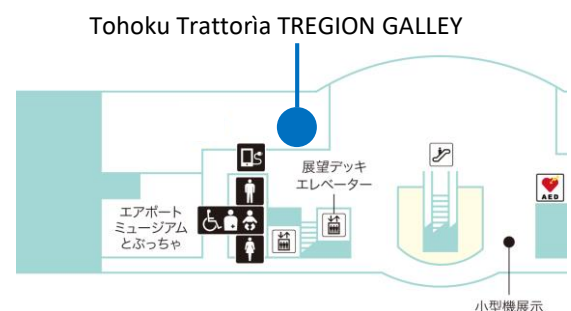 Tohoku Trattorìa TREGION GALLEY
展望デッキ
エレベーター
エアポート
ミュージアム
とぶっちゃ
AED
小型機展示